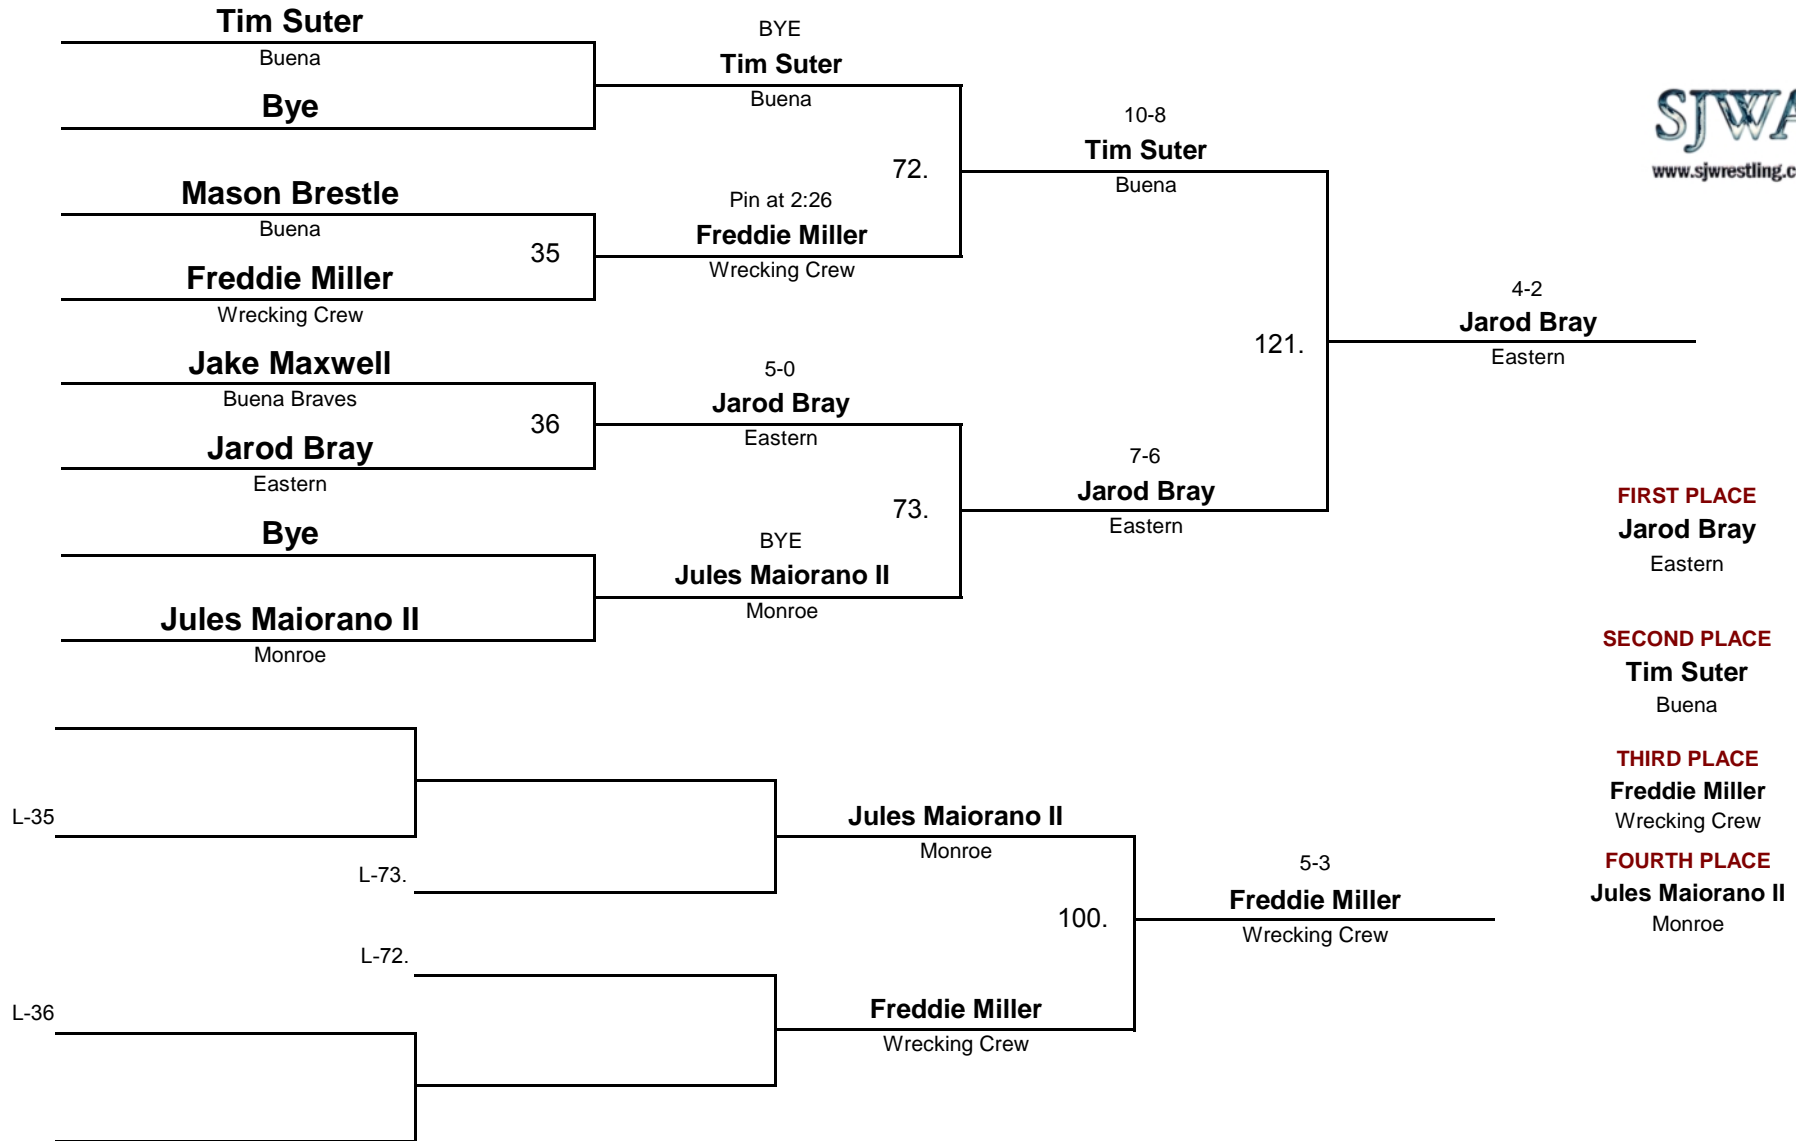 Tim Suter
Buena
Bye
Mason Brestle
Buena
35
Freddie Miller
Wrecking Crew
Jake Maxwell
Buena Braves
36
Jarod Bray
Eastern
Bye
Jules Maiorano II
Monroe
BYE
Tim Suter
Buena
72.
Pin at 2:26
Freddie Miller
Wrecking Crew
5-0
Jarod Bray
Eastern
73.
BYE
Jules Maiorano II
Monroe
10-8
Tim Suter
Buena
121.
7-6
Jarod Bray
Eastern
4-2
Jarod Bray
Eastern
SJWA
www.sjwrestling.c
FIRST PLACE
Jarod Bray
Eastern
SECOND PLACE
Tim Suter
Buena
THIRD PLACE
Freddie Miller
Wrecking Crew
FOURTH PLACE
Jules Maiorano II
Monroe
L-35
L-73.
L-72.
L-36
Jules Maiorano II
Monroe
100.
Freddie Miller
Wrecking Crew
5-3
Freddie Miller
Wrecking Crew